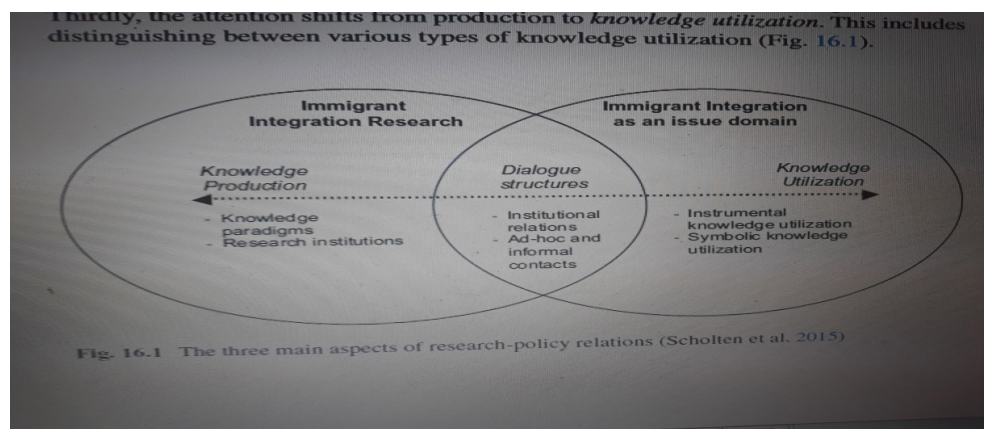 Thirdly, the attention shifts from production to knowledge utilization. This includes
distinguishing between various types of knowledge utilization (Fig. 16.1).
Immigrant
Integration Research
Immigrant Integration
as an issue domain
Knowledge
Production
- Knowledge
paradigms
- Research institutions
Dialogue
structures
- Institutional
relations
- Ad-hoc and
informal
contacts
Knowledge
Utilization
- Instrumental
knowledge utilization
- Symbolic knowledge
utilization
Fig. 16.1 The three main aspects of research-policy relations (Scholten et al. 2015)